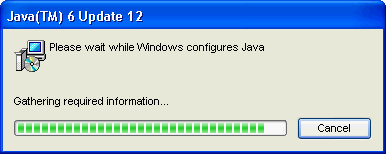 Java(TM) 6 Update 12
Please wait while Windows configures Java
Gathering required information...
Cancel